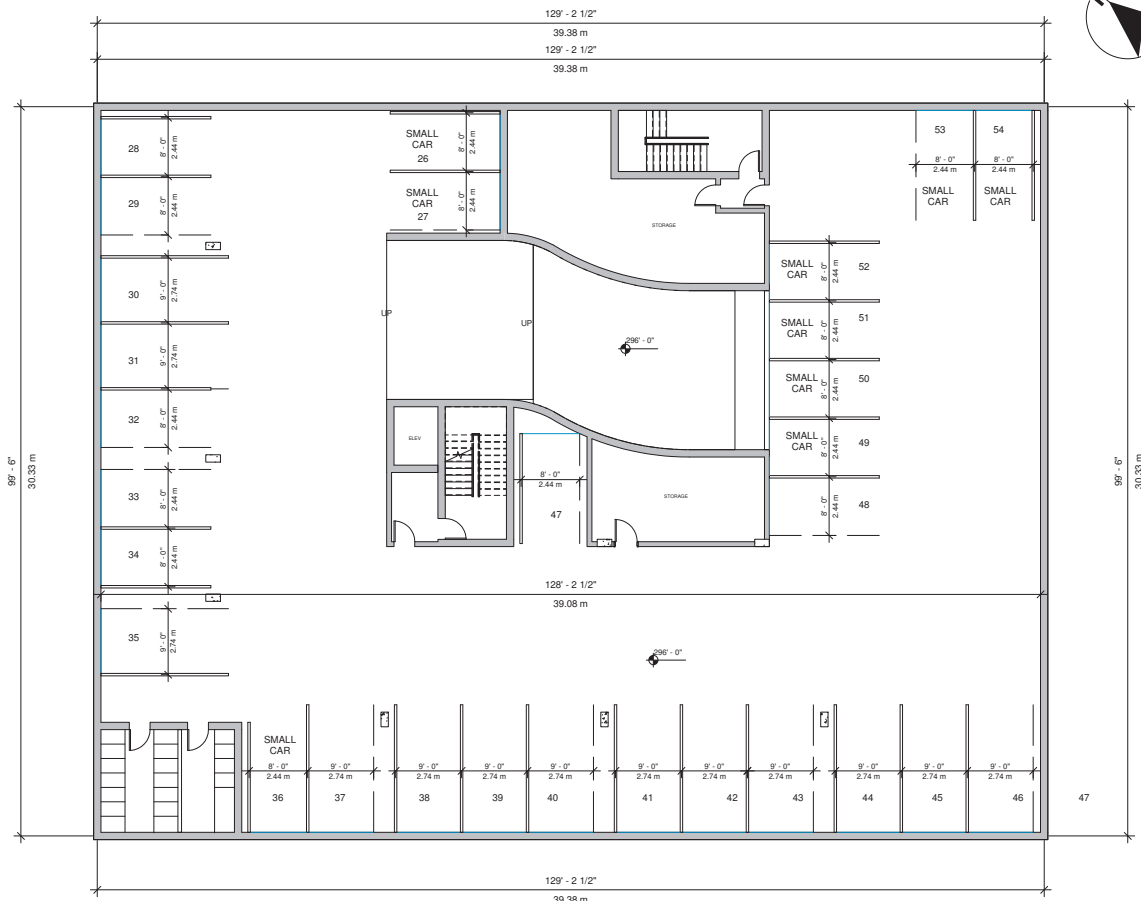 129' - 2 1/2"
39.38 m
129' - 2 1/2"
39.38 m
99' - 6"
30.33 m
99' - 6"
30.33 m
28
8' - 0"
2.44 m
29
8' - 0"
2.44 m
30
9' - 0"
2.74 m
31
9' - 0"
2.74 m
32
8' - 0"
2.44 m
33
8' - 0"
2.44 m
34
8' - 0"
2.44 m
35
9' - 0"
2.74 m
SMALL
CAR
26
8' - 0"
2.44 m
SMALL
CAR
27
8' - 0"
2.44 m
STORAGE
UP
UP
296' - 0"
ELEV
8' - 0"
2.44 m
47
STORAGE
53
54
8' - 0"
2.44 m
8' - 0"
2.44 m
SMALL
CAR
SMALL
CAR
SMALL
CAR
8' - 0"
2.44 m
52
SMALL
CAR
8' - 0"
2.44 m
51
SMALL
CAR
8' - 0"
2.44 m
50
SMALL
CAR
8' - 0"
2.44 m
49
8' - 0"
2.44 m
48
128' - 2 1/2"
39.08 m
296' - 0"
SMALL
CAR
8' - 0"
2.44 m
36
9' - 0"
2.74 m
37
9' - 0"
2.74 m
38
9' - 0"
2.74 m
39
9' - 0"
2.74 m
40
9' - 0"
2.74 m
41
9' - 0"
2.74 m
42
9' - 0"
2.74 m
43
9' - 0"
2.74 m
44
9' - 0"
2.74 m
45
9' - 0"
2.74 m
46
47
129' - 2 1/2"
39.38 m